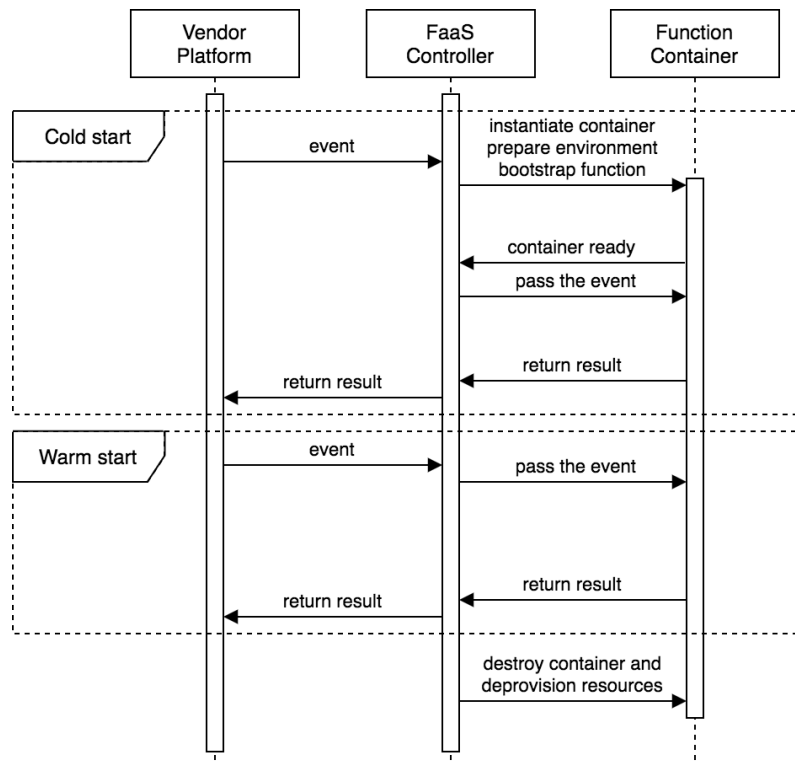 Vendor
Platform
FaaS
Controller
Function
Container
Cold start
event
instantiate container
prepare environment
bootstrap function
container ready
pass the event
return result
return result
Warm start
event
pass the event
return result
return result
destroy container and
deprovision resources